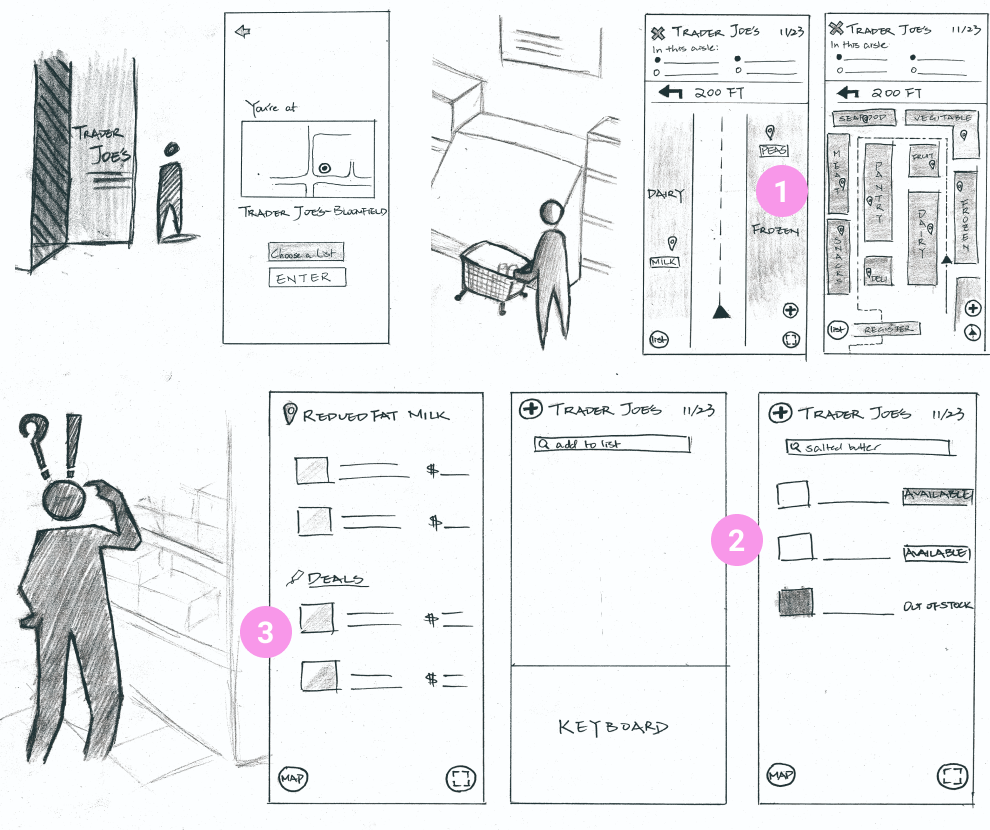 TRADER
JOE'S
You're at
TRADER JOE'S-BLOOMFIELD
Choose a List
ENTER
TRADER JOE'S 11/23
In this aisle:
200 FT
PEAS
1
DAIRY
FROZEN
MILK
list
TRADER JOE'S 11/23
In this aisle
200 FT
SEAFOOD
VEGITABLE
MEAT
PANTRY
FRUIT
DAIRY
FROZEN
SNACKS
DELI
list
REGISTER
?!
REDUED FAT MILK
$
$
DEALS
3
$
$
MAP
TRADER JOE'S 11/23
add to list
KEYBOARD
2
TRADER JOE'S 11/23
salted butter
AVAILABLE
AVAILABLE
OUT OF STOCK
MAP